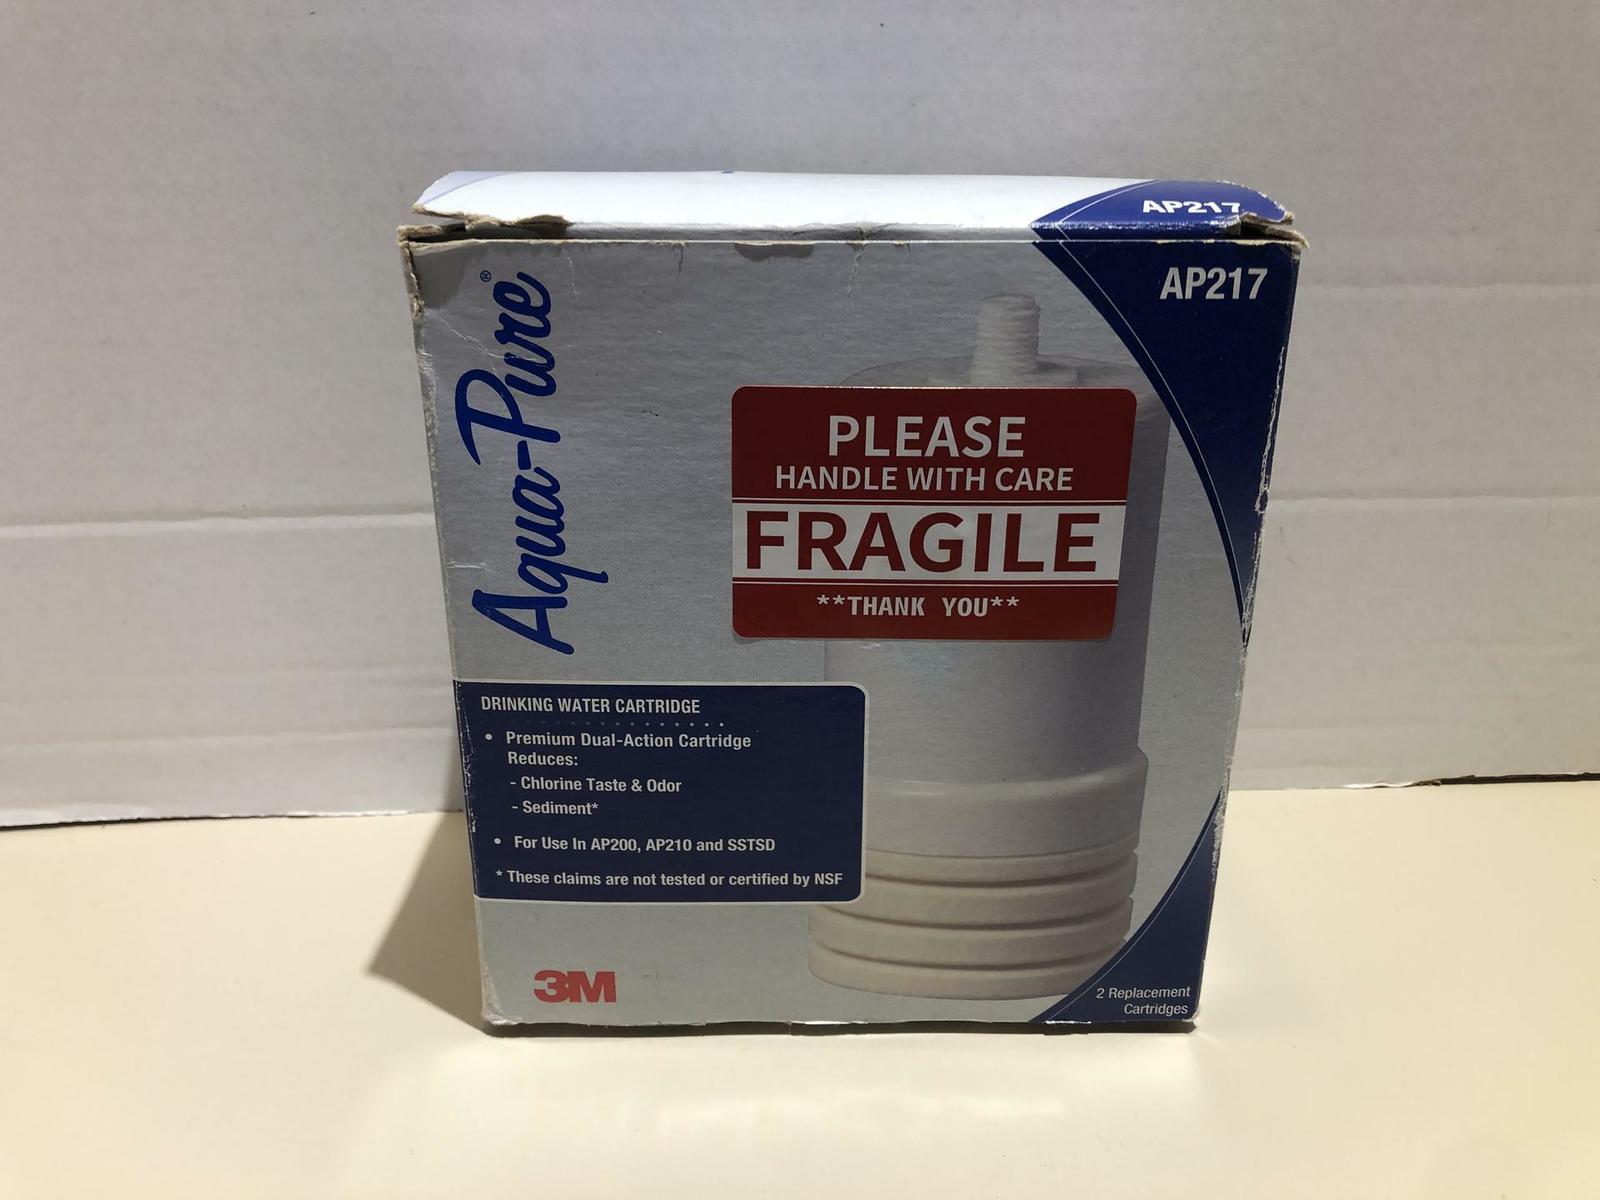 AP217
AP217
Aqua-Pure®
PLEASE
HANDLE WITH CARE
FRAGILE
**THANK YOU**
DRINKING WATER CARTRIDGE
• Premium Dual-Action Cartridge
Reduces:
- Chlorine Taste & Odor
- Sediment*
• For Use In AP200, AP210 and SSTSD
* These claims are not tested or certified by NSF
3M
2 Replacement
Cartridges